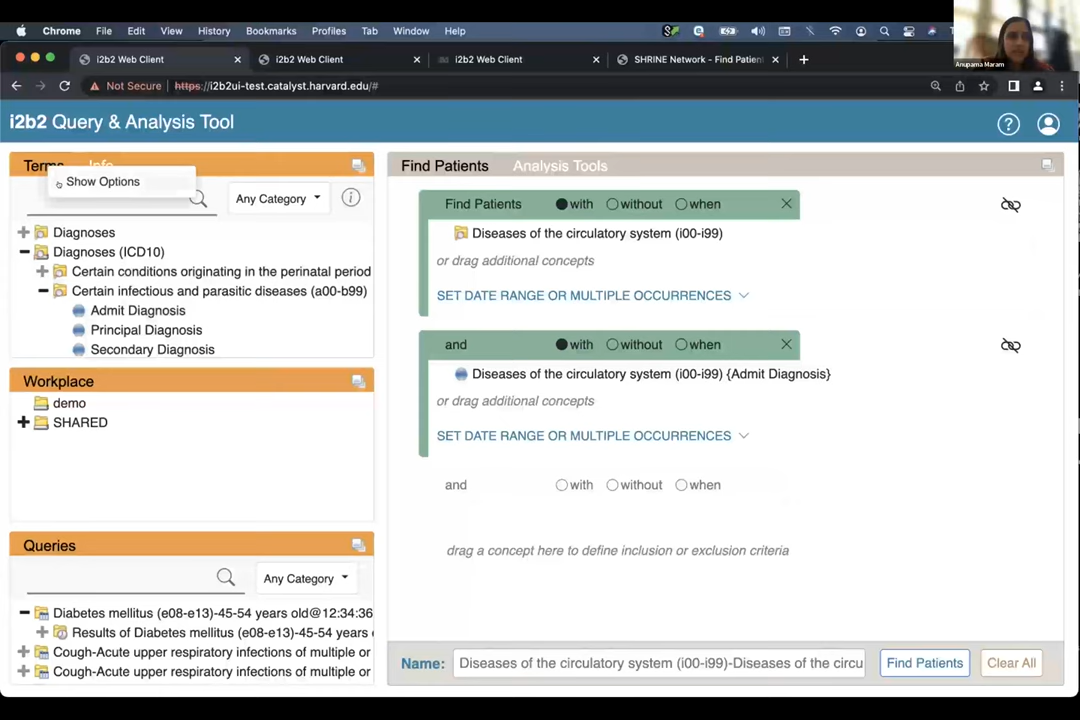 Chrome File Edit View History Bookmarks Profiles Tab Window Help
Anupama Maram
i2b2 Web Client
i2b2 Web Client
i2b2 Web Client
SHRINE Network - Find Patien
Not Secure https://i2b2ui-test.catalyst.harvard.edu/#
i2b2 Query & Analysis Tool
Terms Info
Show Options
Any Category
Diagnoses
Diagnoses (ICD10)
Certain conditions originating in the perinatal period
Certain infectious and parasitic diseases (a00-b99)
Admit Diagnosis
Principal Diagnosis
Secondary Diagnosis
Workplace
demo
SHARED
Queries
Any Category
Diabetes mellitus (e08-e13)-45-54 years old@12:34:36
Results of Diabetes mellitus (e08-e13)-45-54 years
Cough-Acute upper respiratory infections of multiple or
Cough-Acute upper respiratory infections of multiple or
Find Patients Analysis Tools
Find Patients with without when
Diseases of the circulatory system (i00-i99)
or drag additional concepts
SET DATE RANGE OR MULTIPLE OCCURRENCES
and with without when
Diseases of the circulatory system (i00-i99) {Admit Diagnosis}
or drag additional concepts
SET DATE RANGE OR MULTIPLE OCCURRENCES
and with without when
drag a concept here to define inclusion or exclusion criteria
Name: Diseases of the circulatory system (i00-i99)-Diseases of the circu Find Patients Clear All